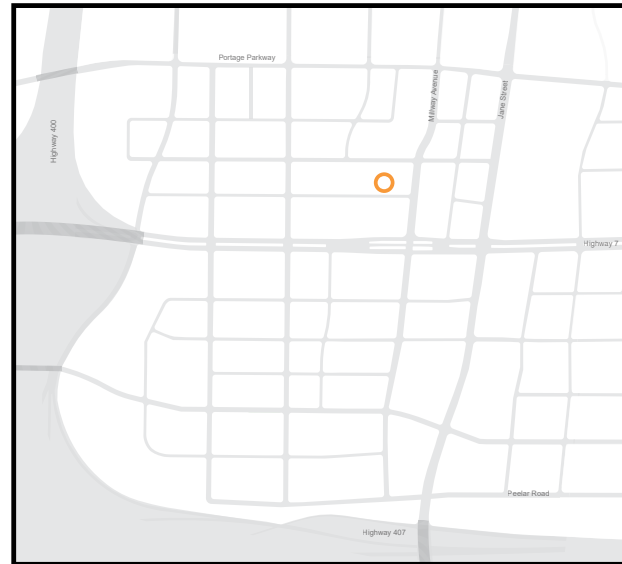 Portage Parkway
Millway Avenue
Jane Street
Highway 400
Highway 7
Peelar Road
Highway 407